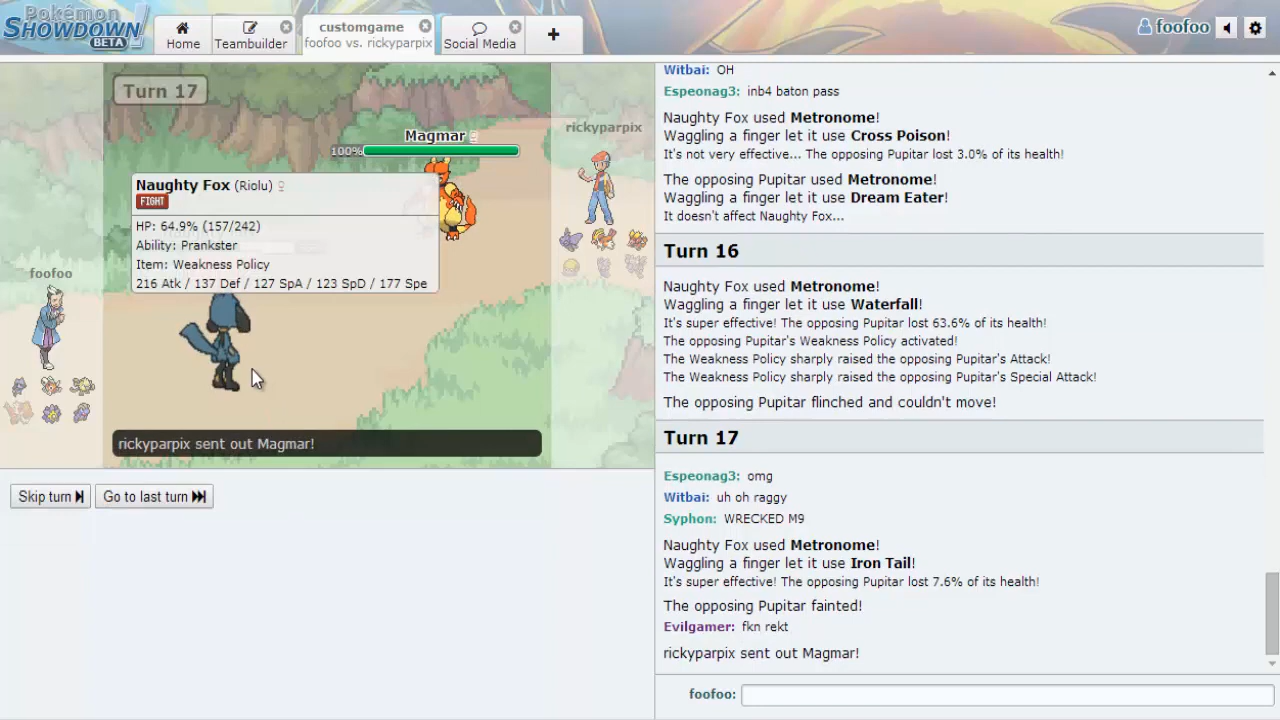 Pokémon
SHOWDOWN!
BETA
Home
Teambuilder
customgame
foofoo vs. rickyparpix
Social Media
foofoo
Turn 17
Magmar
100%
rickyparpix
Naughty Fox (Riolu) ♀
FIGHT
HP: 64.9% (157/242)
Ability: Prankster
Item: Weakness Policy
216 Atk / 137 Def / 127 SpA / 123 SpD / 177 Spe
foofoo
rickyparpix sent out Magmar!
Skip turn
Go to last turn
Witbai: OH
Espeonag3: inb4 baton pass
Naughty Fox used Metronome!
Waggling a finger let it use Cross Poison!
It's not very effective... The opposing Pupitar lost 3.0% of its health!
The opposing Pupitar used Metronome!
Waggling a finger let it use Dream Eater!
It doesn't affect Naughty Fox...
Turn 16
Naughty Fox used Metronome!
Waggling a finger let it use Waterfall!
It's super effective! The opposing Pupitar lost 63.6% of its health!
The opposing Pupitar's Weakness Policy activated!
The Weakness Policy sharply raised the opposing Pupitar's Attack!
The Weakness Policy sharply raised the opposing Pupitar's Special Attack!
The opposing Pupitar flinched and couldn't move!
Turn 17
Espeonag3: omg
Witbai: uh oh raggy
Syphon: WRECKED M9
Naughty Fox used Metronome!
Waggling a finger let it use Iron Tail!
It's super effective! The opposing Pupitar lost 7.6% of its health!
The opposing Pupitar fainted!
Evilgamer: fkn rekt
rickyparpix sent out Magmar!
foofoo: